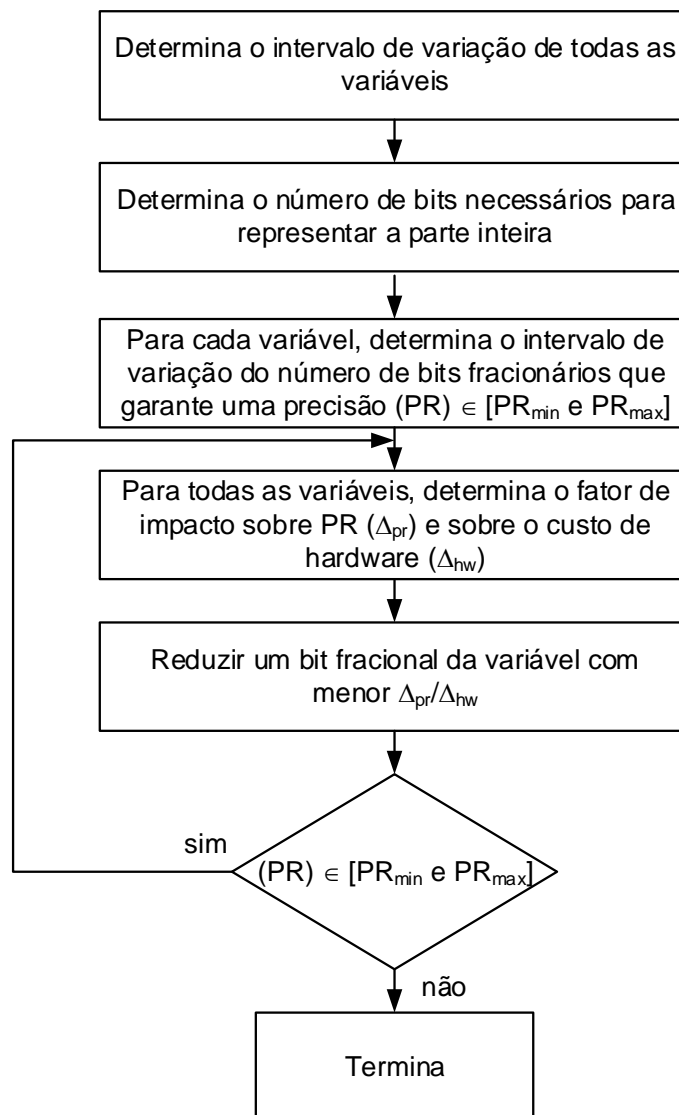 Determina o intervalo de variação de todas as
variáveis
Determina o número de bits necessários para
representar a parte inteira
Para cada variável, determina o intervalo de
variação do número de bits fracionários que
garante uma precisão (PR) ∈ [PRmin e PRmax]
Para todas as variáveis, determina o fator de
impacto sobre PR (Δpr) e sobre o custo de
hardware (Δhw)
Reduzir um bit fracional da variável com
menor Δpr/Δhw
sim
(PR) ∈ [PRmin e PRmax]
não
Termina